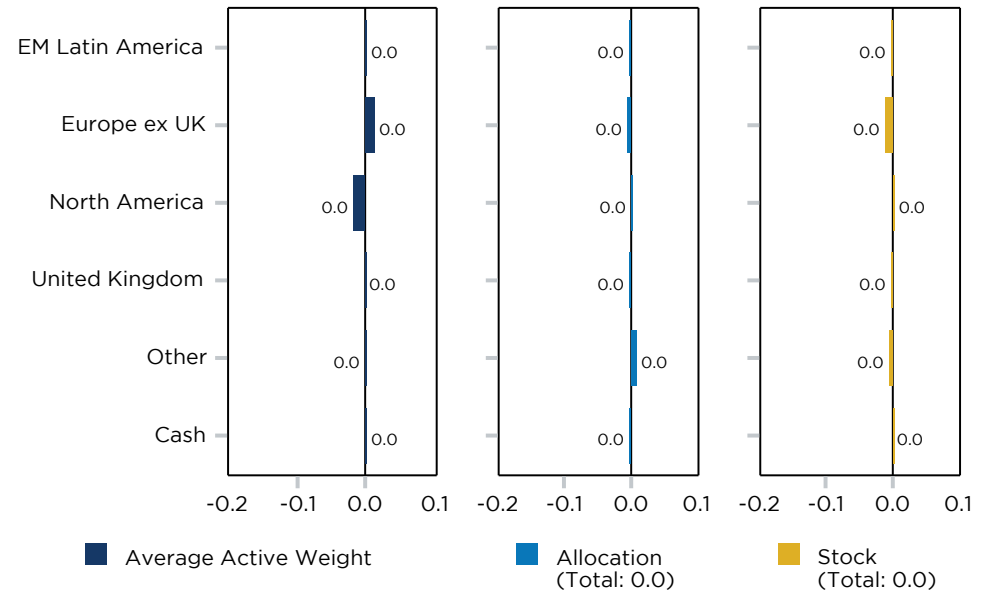 EM Latin America 0.0 0.0 0.0
Europe ex UK 0.0 0.0 0.0
North America 0.0 0.0 0.0
United Kingdom 0.0 0.0 0.0
Other 0.0 0.0 0.0
Cash 0.0 0.0 0.0
-0.2 -0.1 0.0 0.1 -0.2 -0.1 0.0 0.1 -0.2 -0.1 0.0 0.1
Average Active Weight Allocation Stock
(Total: 0.0) (Total: 0.0)